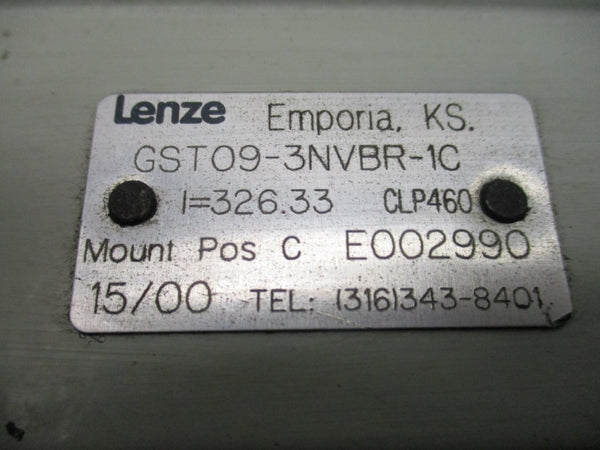 Lenze Emporia, KS.
GST09-3NVBR-1C
I=326.33 CLP460
Mount Pos C E002990
15/00 TEL: (316)343-8401